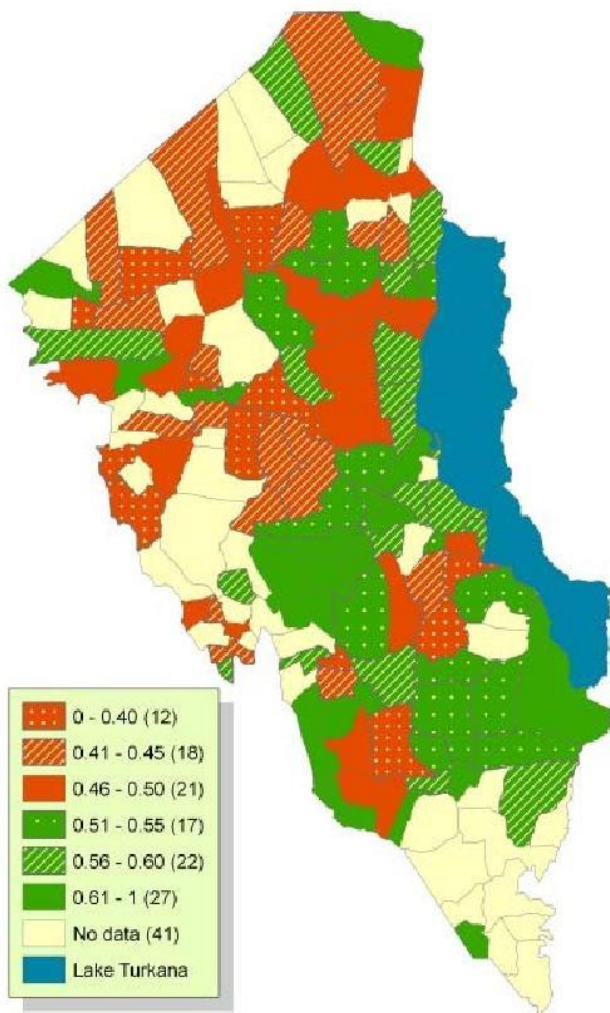 0 - 0.40 (12)
0.41 - 0.45 (18)
0.46 - 0.50 (21)
0.51 - 0.55 (17)
0.56 - 0.60 (22)
0.61 - 1 (27)
No data (41)
Lake Turkana